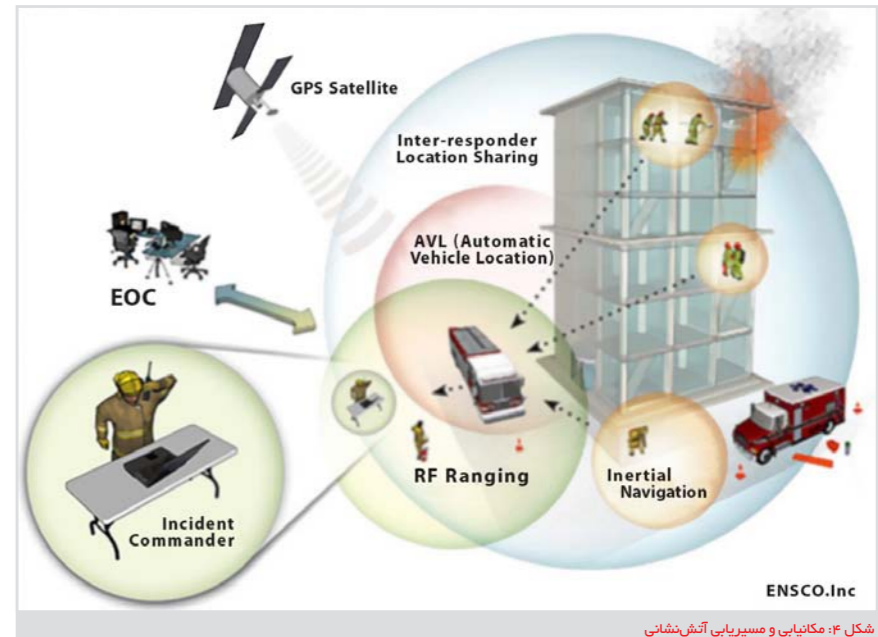 GPS Satellite
Inter-responder
Location Sharing
AVL (Automatic
Vehicle Location)
EOC
RF Ranging
Inertial
Navigation
Incident
Commander
ENSCO.Inc
شکل ۴: مکانیابی و مسیریابی آتش‌نشانی